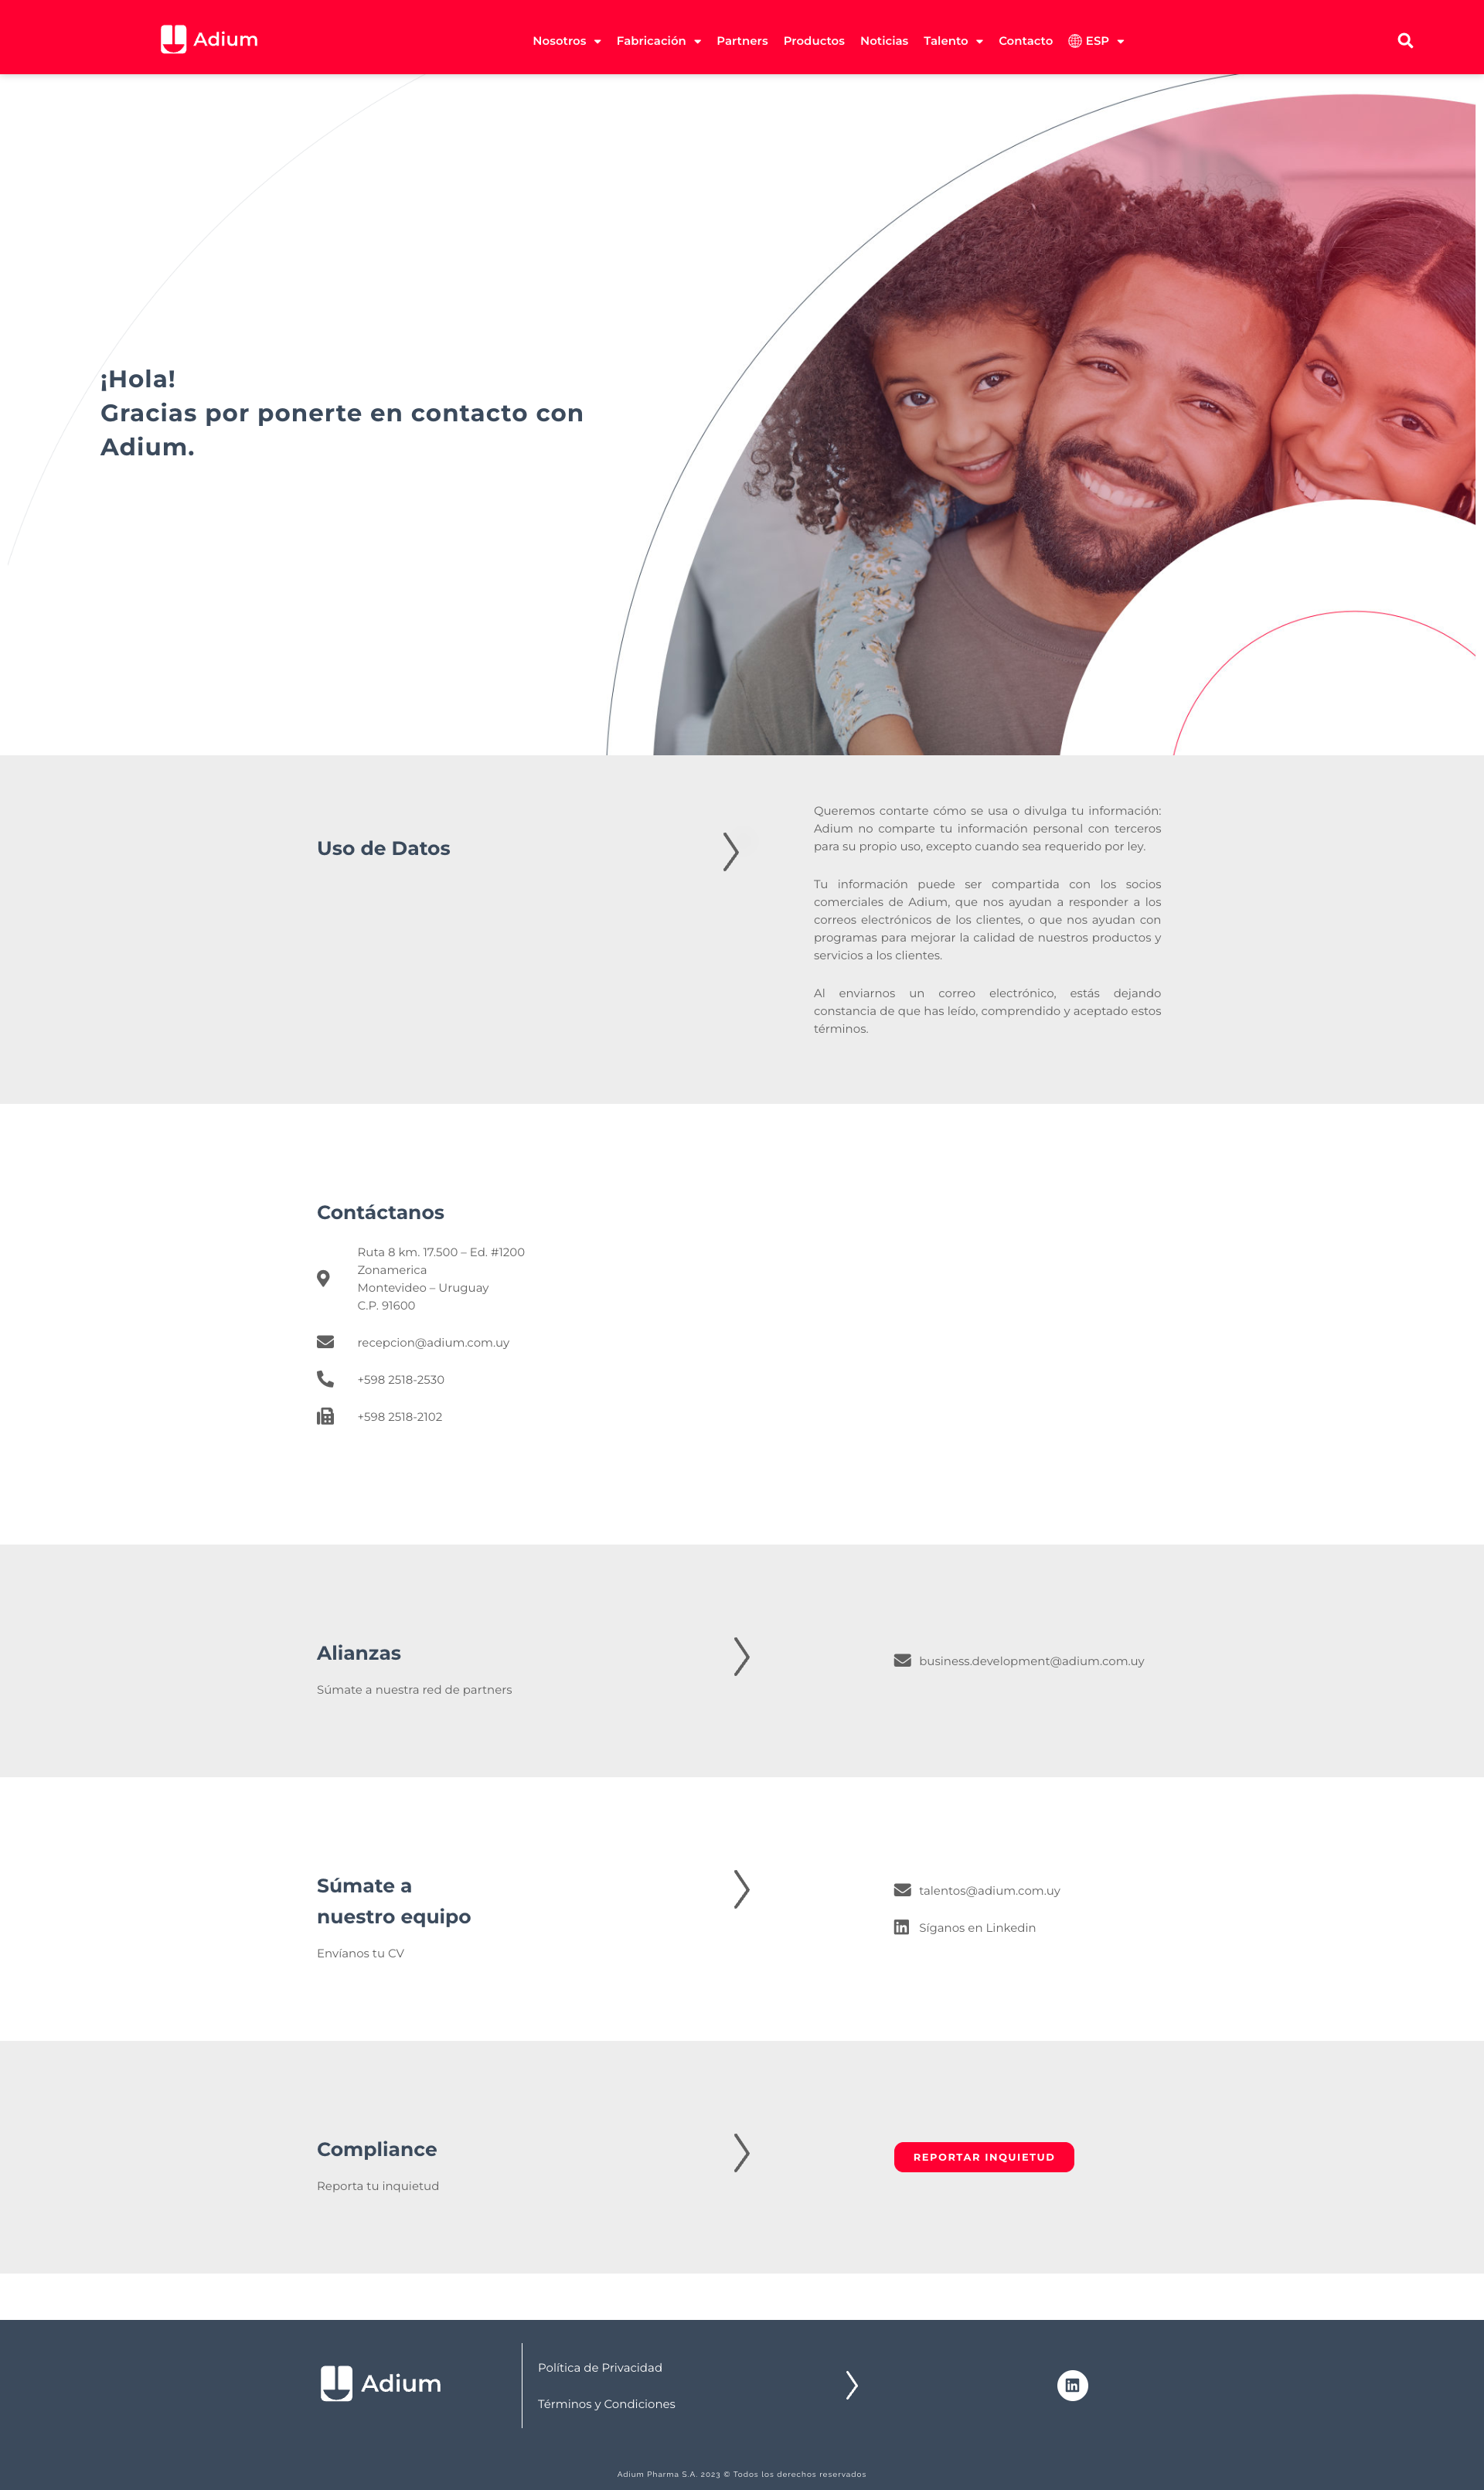 Adium
Nosotros
Fabricación
Partners
Productos
Noticias
Talento
Contacto
ESP
¡Hola!
Gracias por ponerte en contacto con
Adium.
Uso de Datos
Queremos contarte cómo se usa o divulga tu información:
Adium no comparte tu información personal con terceros
para su propio uso, excepto cuando sea requerido por ley.
Tu información puede ser compartida con los socios
comerciales de Adium, que nos ayudan a responder a los
correos electrónicos de los clientes, o que nos ayudan con
programas para mejorar la calidad de nuestros productos y
servicios a los clientes.
Al enviarnos un correo electrónico, estás dejando
constancia de que has leído, comprendido y aceptado estos
términos.
Contáctanos
Ruta 8 km. 17.500 – Ed. #1200
Zonamerica
Montevideo – Uruguay
C.P. 91600
recepcion@adium.com.uy
+598 2518-2530
+598 2518-2102
Alianzas
Súmate a nuestra red de partners
business.development@adium.com.uy
Súmate a
nuestro equipo
Envíanos tu CV
talentos@adium.com.uy
Síganos en Linkedin
Compliance
Reporta tu inquietud
REPORTAR INQUIETUD
Adium
Política de Privacidad
Términos y Condiciones
Adium Pharma S.A. 2023 © Todos los derechos reservados